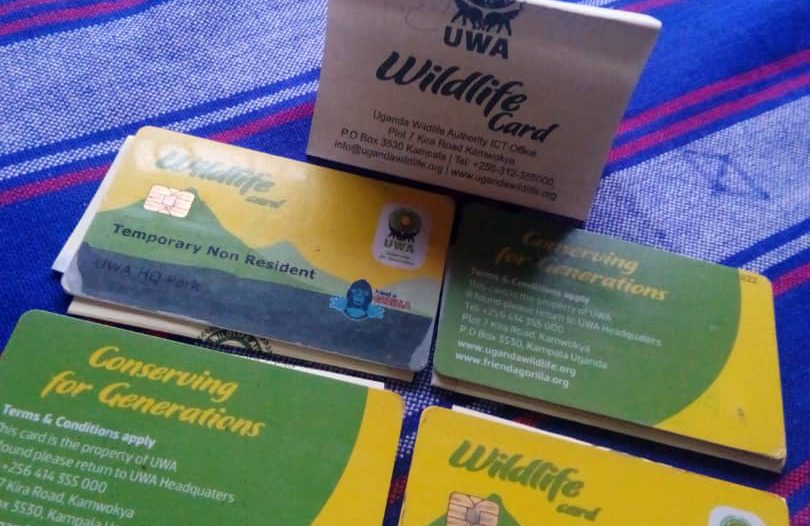 UWA
Wildlife
Card
Uganda Wildlife Authority ICT Office
Plot 7 Kira Road Kamwokya
P.O Box 3530 Kampala | Tel: +256-312-355000,
info@ugandawildlife.org | www.ugandawildlife.org
Wildlife
card
Temporary Non Resident
UWA HQ-Park
UWA
Conserving
for Generations
Terms & Conditions apply
This card is the property of UWA
If found please return to UWA Headquaters
+256 414 355 000
Plot 7 Kira Road, Kamwokya
P.O Box 3530, Kampala Uganda
www.ugandawildlife.org
www.friendagorilla.org
Conserving
for Generations
Terms & Conditions apply
This card is the property of UWA
found please return to UWA Headquaters
+256 414 355 000
7 Kira Road, Kamwokya
Box 3530, Kampala
Wildlife
card